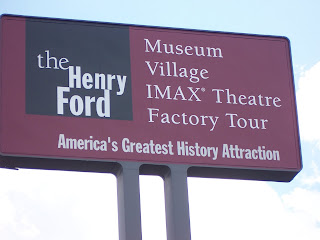 the
Henry
Ford
Museum
Village
IMAX® Theatre
Factory Tour
America's Greatest History Attraction